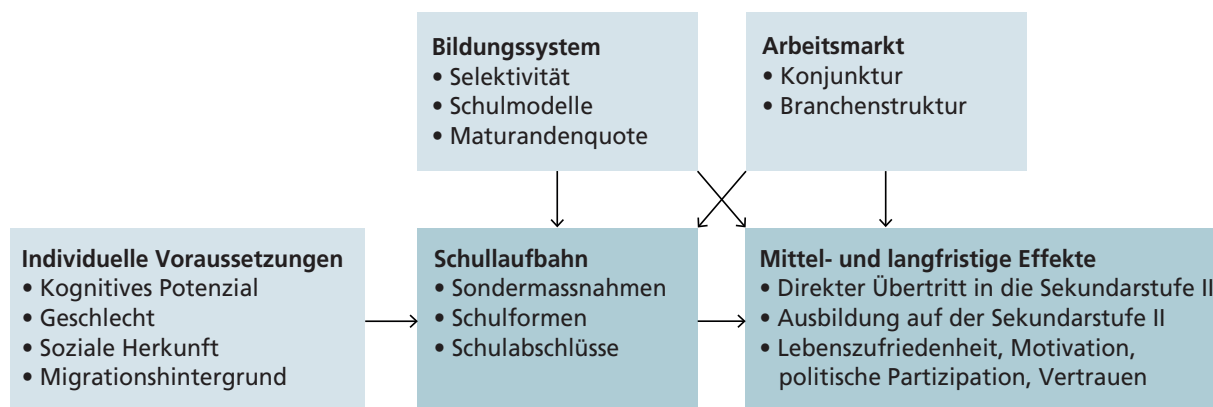 Bildungssystem
• Selektivität
• Schulmodelle
• Maturandenquote
Arbeitsmarkt
• Konjunktur
• Branchenstruktur
Individuelle Voraussetzungen
• Kognitives Potenzial
• Geschlecht
• Soziale Herkunft
• Migrationshintergrund
Schullaufbahn
• Sondermassnahmen
• Schulformen
• Schulabschlüsse
Mittel- und langfristige Effekte
• Direkter Übertritt in die Sekundarstufe II
• Ausbildung auf der Sekundarstufe II
• Lebenszufriedenheit, Motivation,
politische Partizipation, Vertrauen